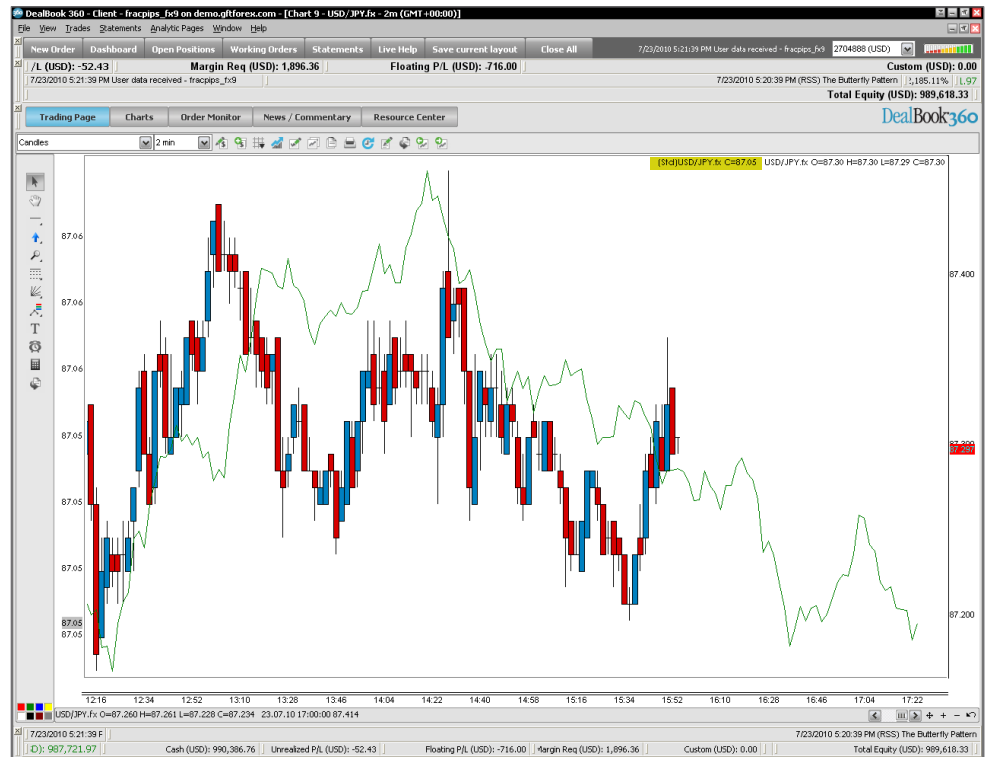 DealBook 360 - Client - fracpips_fx9 on demo.gftforex.com - [Chart 9 - USD/JPY.fx - 2m (GMT+00:00)]
File View Trades Statements Analytic Pages Window Help
New Order Dashboard Open Positions Working Orders Statements Live Help Save current layout Close All 7/23/2010 5:21:39 PM User data received - fracpips_fx9 2704888 (USD)
/L (USD): -52.43 Margin Req (USD): 1,896.36 Floating P/L (USD): -716.00 Custom (USD): 0.00
7/23/2010 5:21:39 PM User data received - fracpips_fx9 7/23/2010 5:20:39 PM (RSS) The Butterfly Pattern ,185.11% 1.97
Total Equity (USD): 989,618.33
Trading Page Charts Order Monitor News / Commentary Resource Center DealBook 360
Candles 2 min
(Std)USD/JPY.fx C=87.05 USD/JPY.fx O=87.30 H=87.30 L=87.29 C=87.30
87.06
87.400
87.06
87.06
87.05
87.297
87.05
87.05
87.05
87.200
87.05
12:16 12:34 12:52 13:10 13:28 13:46 14:04 14:22 14:40 14:58 15:16 15:34 15:52 16:10 16:28 16:46 17:04 17:22
USD/JPY.fx O=87.260 H=87.261 L=87.228 C=87.234 23.07.10 17:00:00 87.414
7/23/2010 5:21:39 F 7/23/2010 5:20:39 PM (RSS) The Butterfly Pattern
D): 987,721.97 Cash (USD): 990,386.76 Unrealized P/L (USD): -52.43 Floating P/L (USD): -716.00 Margin Req (USD): 1,896.36 Custom (USD): 0.00 Total Equity (USD): 989,618.33